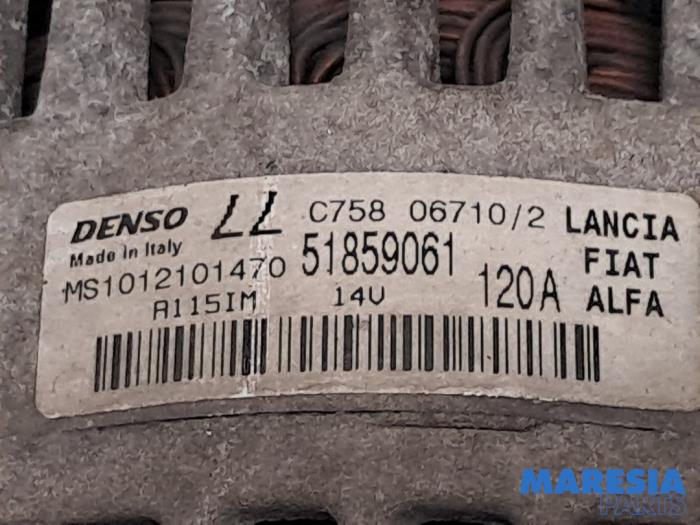 DENSO LL C758 06710/2 LANCIA
Made in Italy 51859061 FIAT
MS1012101470 120A ALFA
A115IM 14V
MARESIA
PARTS